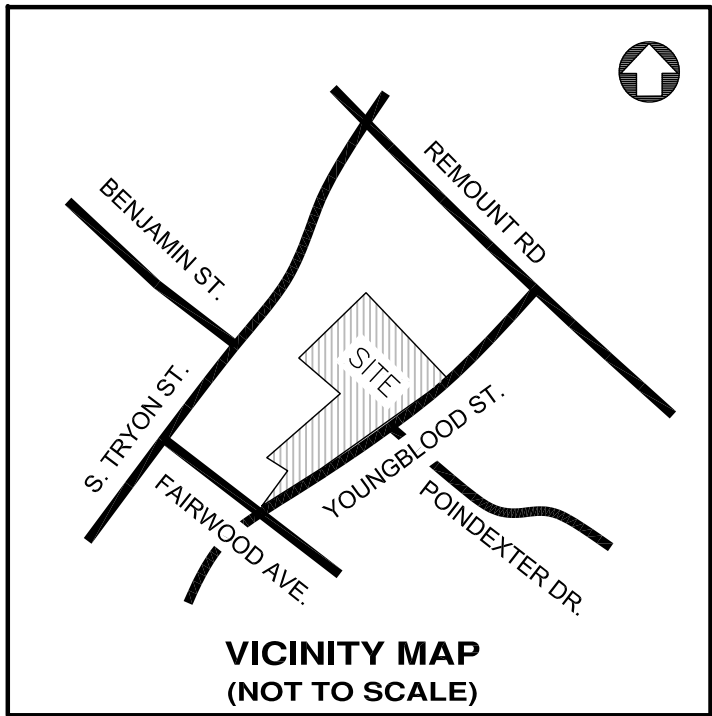 REMOUNT RD
BENJAMIN ST.
SITE
S. TRYON ST.
YOUNGBLOOD ST.
FAIRWOOD AVE.
POINDEXTER DR.
VICINITY MAP
(NOT TO SCALE)